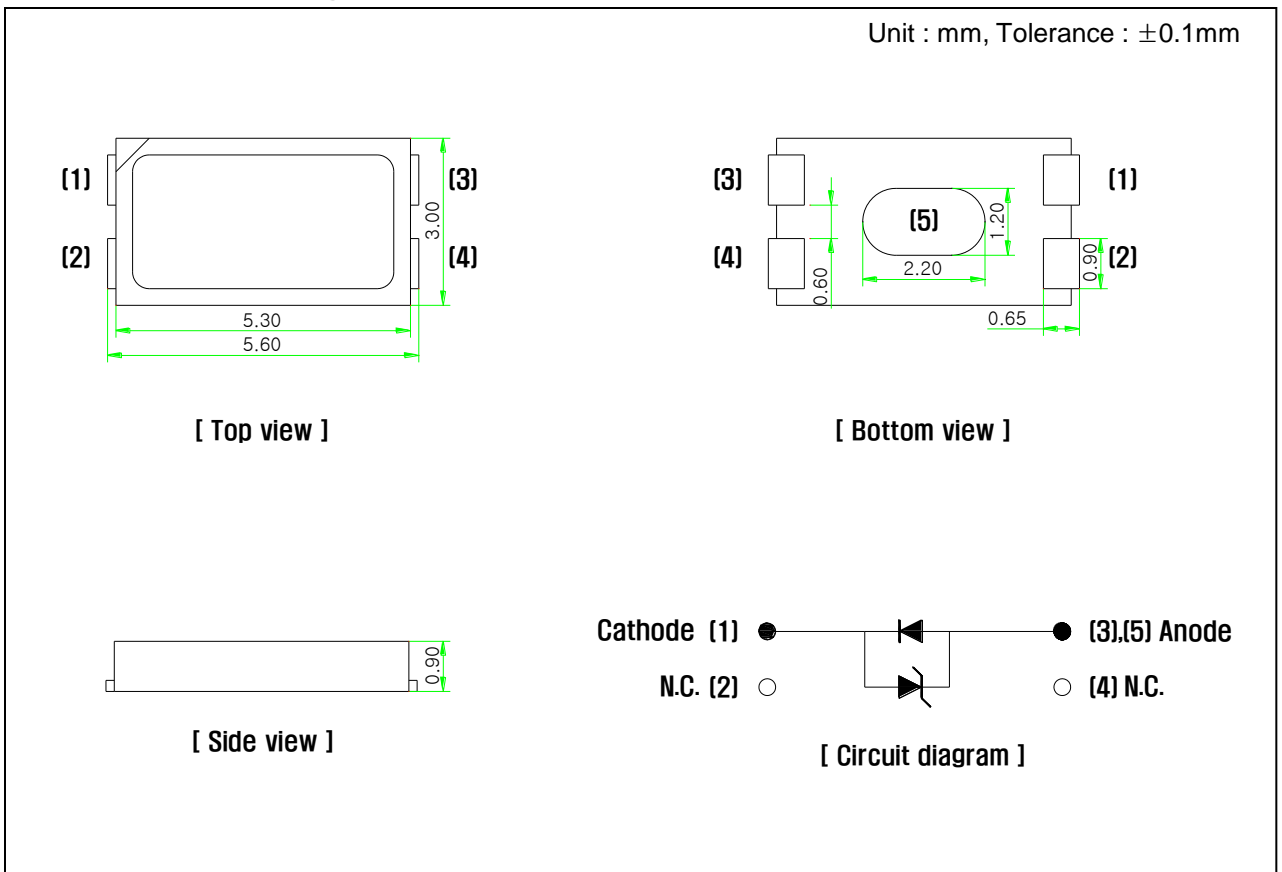 Unit : mm, Tolerance : ±0.1mm
(1)
(3)
3.00
(2)
(4)
5.30
5.60
[ Top view ]
(3)
(5)
1.20
(1)
(4)
0.60
2.20
0.90
(2)
0.65
[ Bottom view ]
0.90
[ Side view ]
Cathode (1)
(3),(5) Anode
N.C. (2)
(4) N.C.
[ Circuit diagram ]